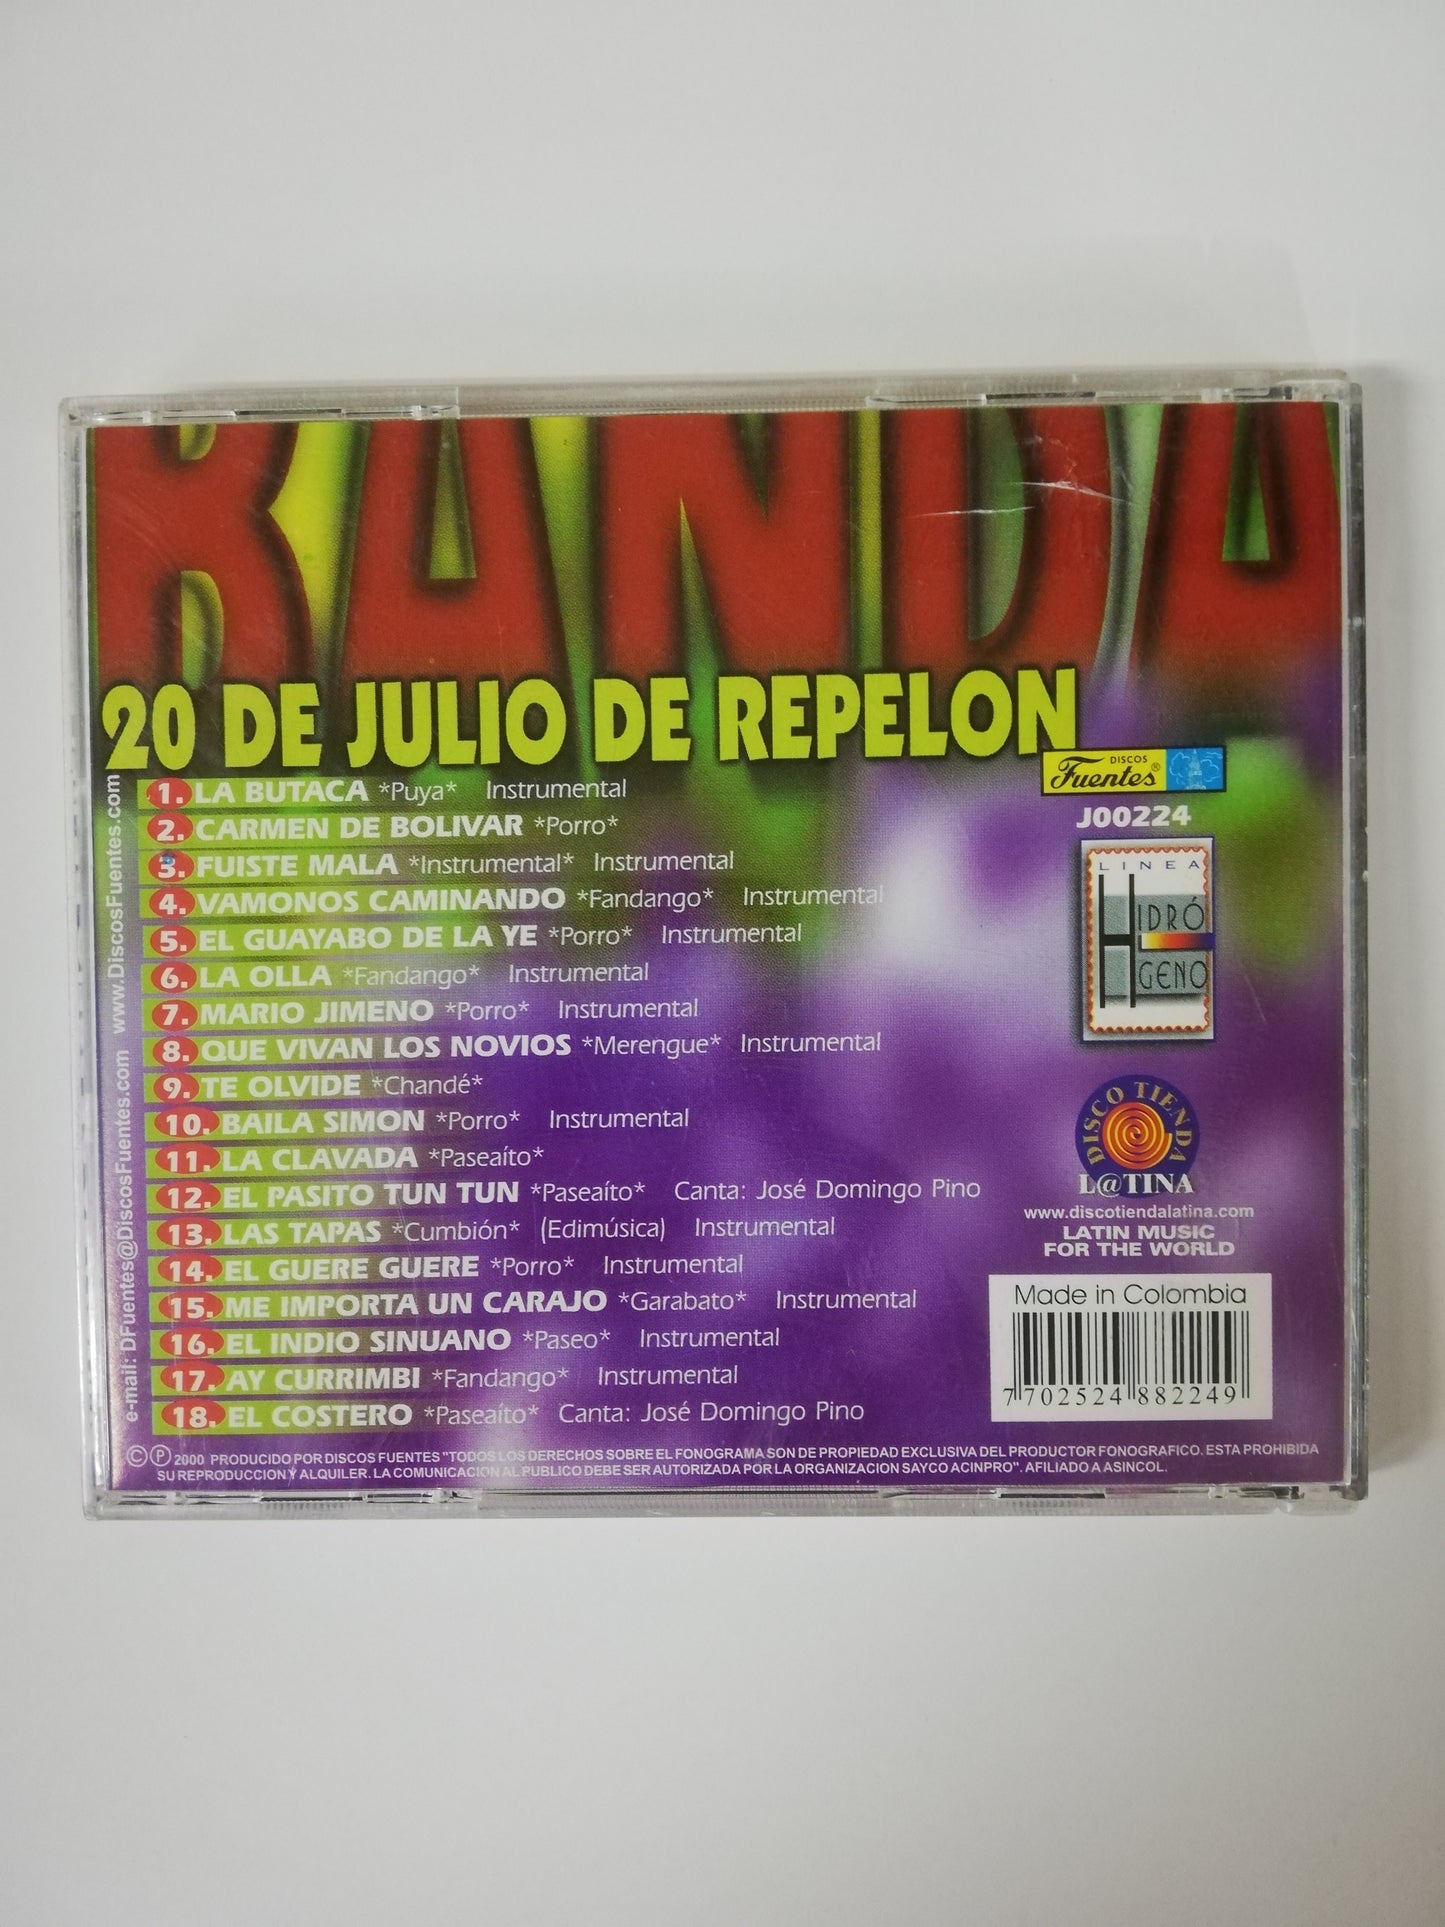 BANDA
20 DE JULIO DE REPELON
DISCOS
Fuentes®
J00224
1. LA BUTACA *Puya* Instrumental
2. CARMEN DE BOLIVAR *Porro*
3. FUISTE MALA *Instrumental* Instrumental
4. VAMONOS CAMINANDO *Fandango* Instrumental
5. EL GUAYABO DE LA YE *Porro* Instrumental
6. LA OLLA *Fandango* Instrumental
7. MARIO JIMENO *Porro* Instrumental
8. QUE VIVAN LOS NOVIOS *Merengue* Instrumental
9. TE OLVIDE *Chandé*
10. BAILA SIMON *Porro* Instrumental
11. LA CLAVADA *Paseaíto*
12. EL PASITO TUN TUN *Paseaíto* Canta: José Domingo Pino
13. LAS TAPAS *Cumbión* (Edimúsica) Instrumental
14. EL GUERE GUERE *Porro* Instrumental
15. ME IMPORTA UN CARAJO *Garabato* Instrumental
16. EL INDIO SINUANO *Paseo* Instrumental
17. AY CURRIMBI *Fandango* Instrumental
18. EL COSTERO *Paseaíto* Canta: José Domingo Pino
e-mail: DFuentes@DiscosFuentes.com www.DiscosFuentes.com
LINEA
HIDRÓ
GENO
DISCO TIENDA
L@TINA
www.discotiendalatina.com
LATIN MUSIC
FOR THE WORLD
Made in Colombia
7 702524 882249
© ℗ 2000 PRODUCIDO POR DISCOS FUENTES "TODOS LOS DERECHOS SOBRE EL FONOGRAMA SON DE PROPIEDAD EXCLUSIVA DEL PRODUCTOR FONOGRAFICO. ESTA PROHIBIDA
SU REPRODUCCION Y ALQUILER. LA COMUNICACION AL PUBLICO DEBE SER AUTORIZADA POR LA ORGANIZACION SAYCO ACINPRO". AFILIADO A ASINCOL.